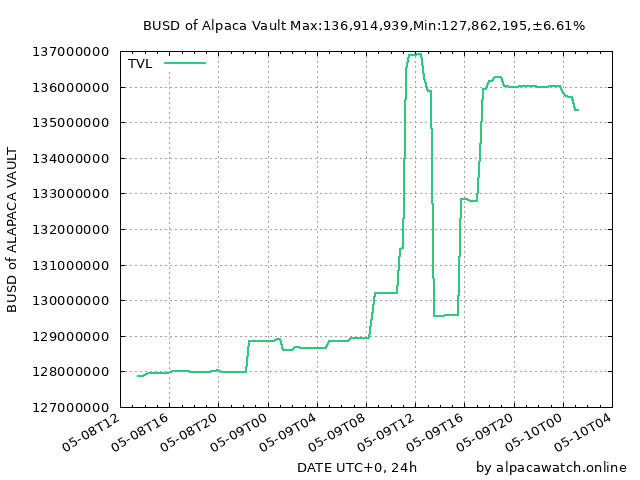 BUSD of Alpaca Vault Max:136,914,939,Min:127,862,195,±6.61%
137000000
TVL
136000000
135000000
134000000
133000000
132000000
131000000
130000000
129000000
128000000
127000000
BUSD of ALAPACA VAULT
05-08T12
05-08T16
05-08T20
05-09T00
05-09T04
05-09T08
05-09T12
05-09T16
05-09T20
05-10T00
05-10T04
DATE UTC+0, 24h
by alpacawatch.online